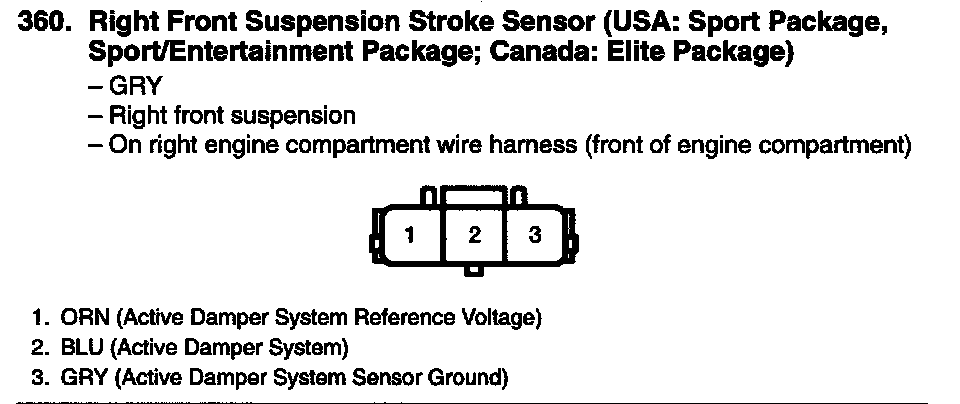 360. Right Front Suspension Stroke Sensor (USA: Sport Package,
Sport/Entertainment Package; Canada: Elite Package)
– GRY
– Right front suspension
– On right engine compartment wire harness (front of engine compartment)
1 2 3
1. ORN (Active Damper System Reference Voltage)
2. BLU (Active Damper System)
3. GRY (Active Damper System Sensor Ground)